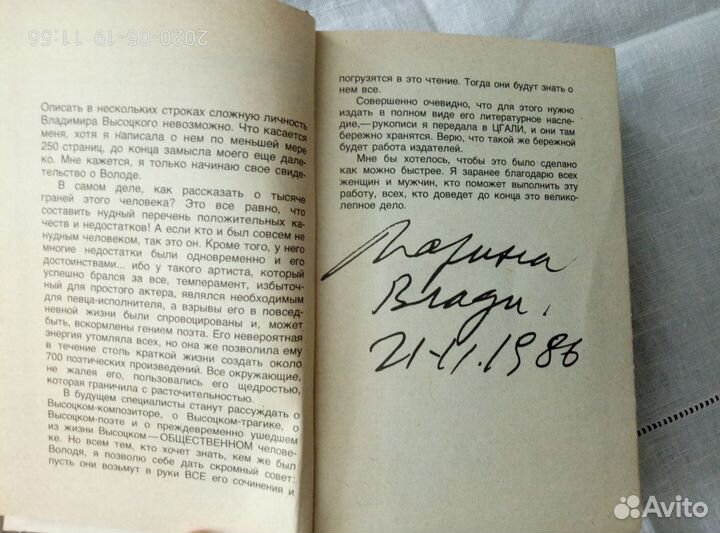 2020-05-19 11:56
Описать в нескольких строках сложную личность
Владимира Высоцкого невозможно. Что касается
меня, хотя я написала о нем по меньшей мере
250 страниц, до конца замысла моего еще дале-
ко. Мне кажется, я только начинаю свое свиде-
тельство о Володе.
В самом деле, как рассказать о тысяче
граней этого человека? Это все равно, что
составить нудный перечень положительных ка-
честв и недостатков! А если кто и был совсем не
нудным человеком, так это он. Кроме того, у него
многие недостатки были одновременно и его
достоинствами... ибо у такого артиста, который
успешно брался за все, темперамент, избыточ-
ный для простого актера, являлся необходимым
для певца-исполнителя, а взрывы его в повсед-
невной жизни были спровоцированы и, может
быть, вскормлены гением поэта. Его невероятная
энергия утомляла всех, но она же позволила ему
в течение столь краткой жизни создать около
700 поэтических произведений. Все окружающие,
не жалея его, пользовались его щедростью,
которая граничила с расточительностью.
В будущем специалисты станут рассуждать о
Высоцком-композиторе, о Высоцком-трагике, о
Высоцком-поэте и о преждевременно ушедшем
из жизни Высоцком — ОБЩЕСТВЕННОМ челове-
ке. Но всем тем, кто хочет знать, кем же был
Володя, я позволю себе дать скромный совет:
пусть они возьмут в руки ВСЕ его сочинения и
погрузятся в это чтение. Тогда они будут знать о
нем все.
Совершенно очевидно, что для этого нужно
издать в полном виде его литературное насле-
дие,— рукописи я передала в ЦГАЛИ, и они там
бережно хранятся. Верю, что такой же бережной
будет работа издателей.
Мне бы хотелось, чтобы это было сделано
как можно быстрее. Я заранее благодарю всех
женщин и мужчин, кто поможет выполнить эту
работу, всех, кто доведет до конца это велико-
лепное дело.
Марина
Влади.
21-11.1986
Avito